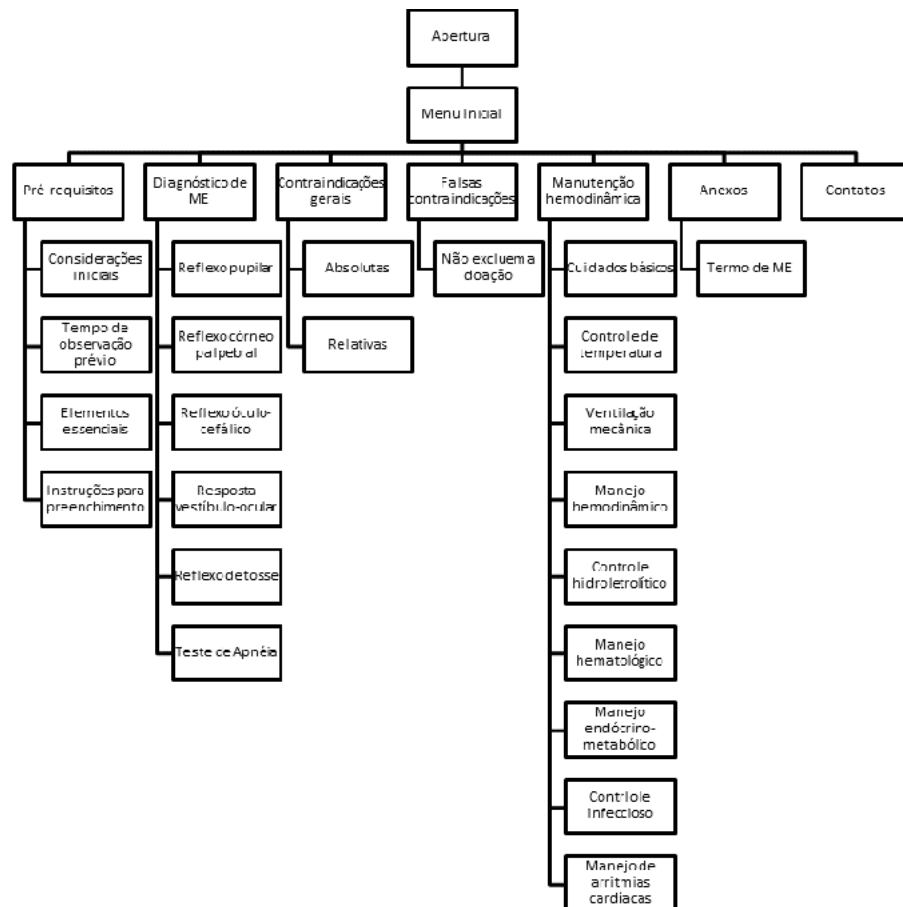 Abertura
Menu Inicial
Pré-requisitos
Diagnóstico de
ME
Contraindicações
gerais
Falsas
contraindicações
Manutenção
hemodinâmica
Anexos
Contatos
Considerações
iniciais
Tempo de
observação
prévio
Elementos
essenciais
Instruções para
preenchimento
Reflexo pupilar
Reflexo córneo
palpebral
Reflexo óculo-
cefálico
Resposta
vestíbulo-ocular
Reflexo de tosse
Teste de Apnéia
Absolutas
Relativas
Não excluem a
doação
Cuidados básicos
Controle de
temperatura
Ventilação
mecânica
Manejo
hemodinâmico
Controle
hidroletrolítico
Manejo
hematológico
Manejo
endócrino-
metabólico
Controle
infeccioso
Manejo de
arritmias
cardiacas
Termo de ME